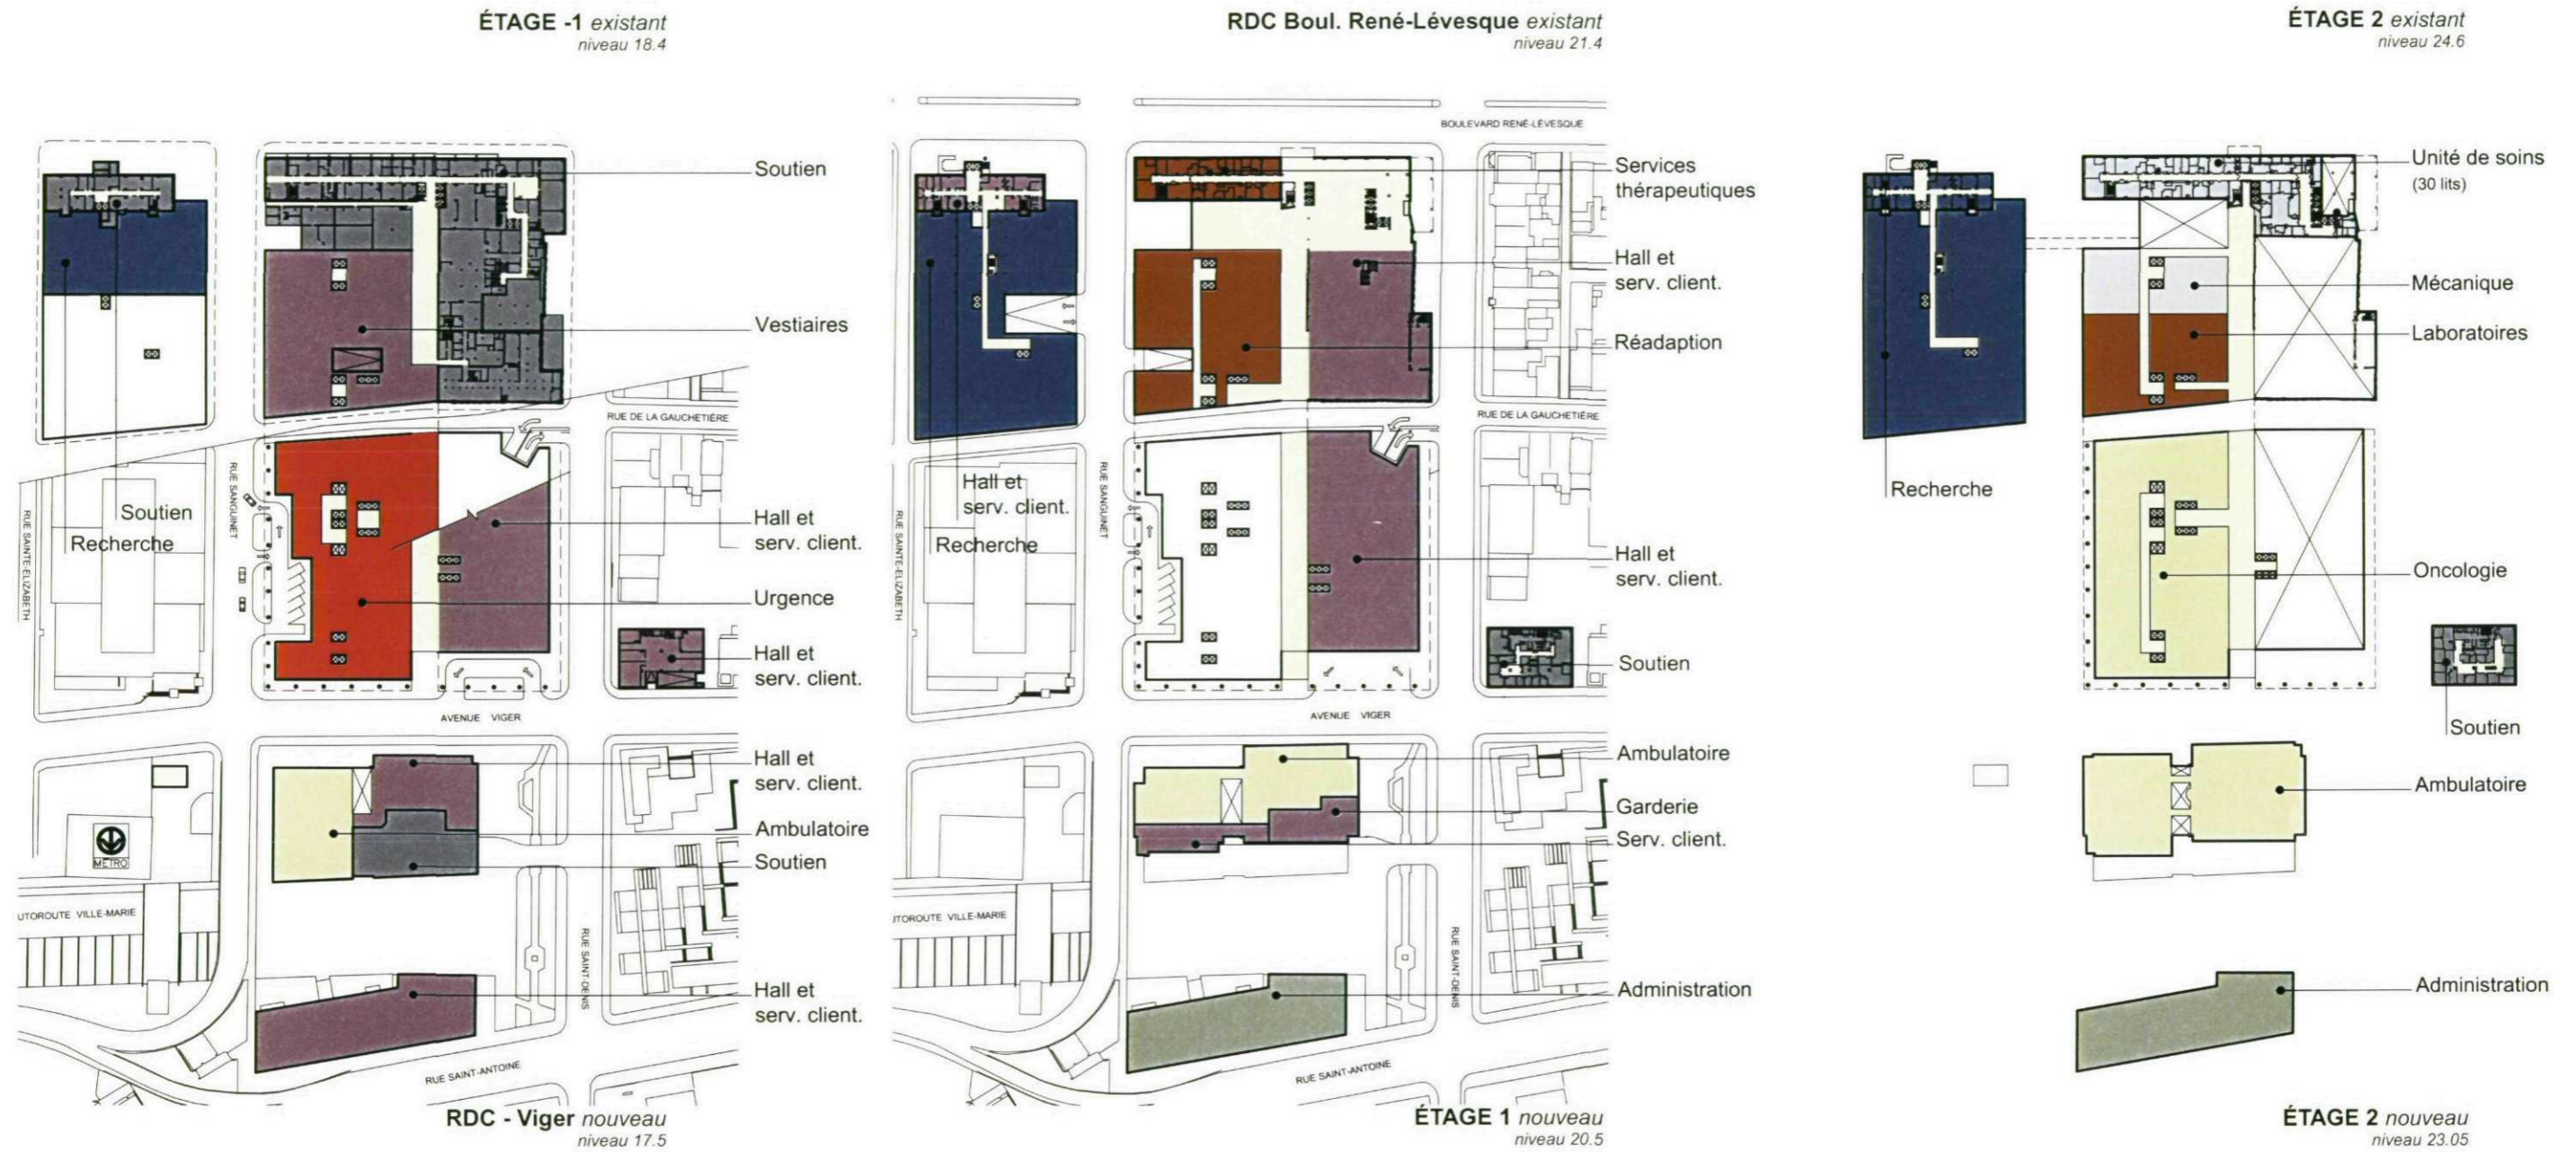 ÉTAGE -1 existant
niveau 18.4
Soutien
Vestiaires
RUE DE LA GAUCHETIÈRE
RUE SANGUINET
RUE SAINTE-ELIZABETH
Soutien
Recherche
Hall et
serv. client.
Urgence
Hall et
serv. client.
AVENUE VIGER
Hall et
serv. client.
Ambulatoire
Soutien
MÉTRO
UTOROUTE VILLE-MARIE
RUE SAINT-DENIS
Hall et
serv. client.
RUE SAINT-ANTOINE
RDC - Viger nouveau
niveau 17.5
RDC Boul. René-Lévesque existant
niveau 21.4
BOULEVARD RENÉ-LÉVESQUE
Services
thérapeutiques
Hall et
serv. client.
Réadaption
RUE DE LA GAUCHETIÈRE
RUE SANGUINET
RUE SAINTE-ELIZABETH
Hall et
serv. client.
Recherche
Hall et
serv. client.
Soutien
AVENUE VIGER
Ambulatoire
Garderie
Serv. client.
UTOROUTE VILLE-MARIE
RUE SAINT-DENIS
Administration
RUE SAINT-ANTOINE
ÉTAGE 1 nouveau
niveau 20.5
ÉTAGE 2 existant
niveau 24.6
Unité de soins
(30 lits)
Mécanique
Laboratoires
Recherche
Oncologie
Soutien
Ambulatoire
Administration
ÉTAGE 2 nouveau
niveau 23.05